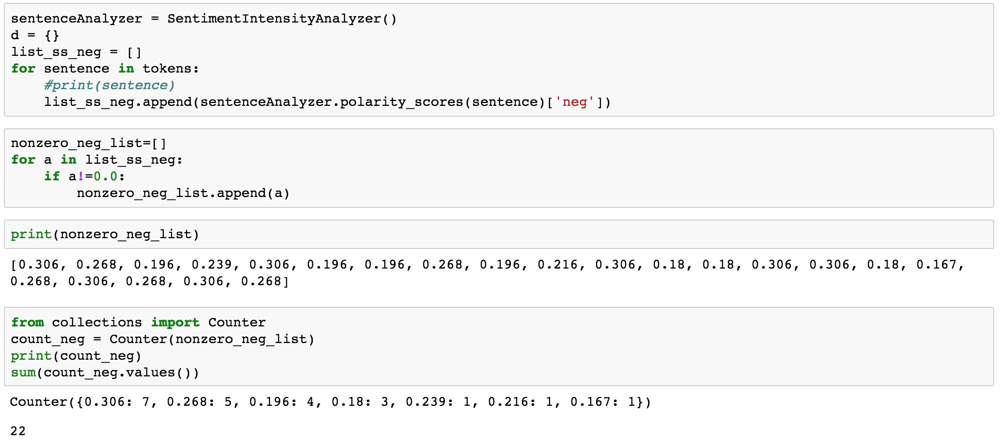 sentenceAnalyzer = SentimentIntensityAnalyzer()
d = {}
list_ss_neg = []
for sentence in tokens:
    #print(sentence)
    list_ss_neg.append(sentenceAnalyzer.polarity_scores(sentence)['neg'])
nonzero_neg_list=[]
for a in list_ss_neg:
    if a!=0.0:
        nonzero_neg_list.append(a)
print(nonzero_neg_list)
[0.306, 0.268, 0.196, 0.239, 0.306, 0.196, 0.196, 0.268, 0.196, 0.216, 0.306, 0.18, 0.18, 0.306, 0.306, 0.18, 0.167,
0.268, 0.306, 0.268, 0.306, 0.268]
from collections import Counter
count_neg = Counter(nonzero_neg_list)
print(count_neg)
sum(count_neg.values())
Counter({0.306: 7, 0.268: 5, 0.196: 4, 0.18: 3, 0.239: 1, 0.216: 1, 0.167: 1})
22